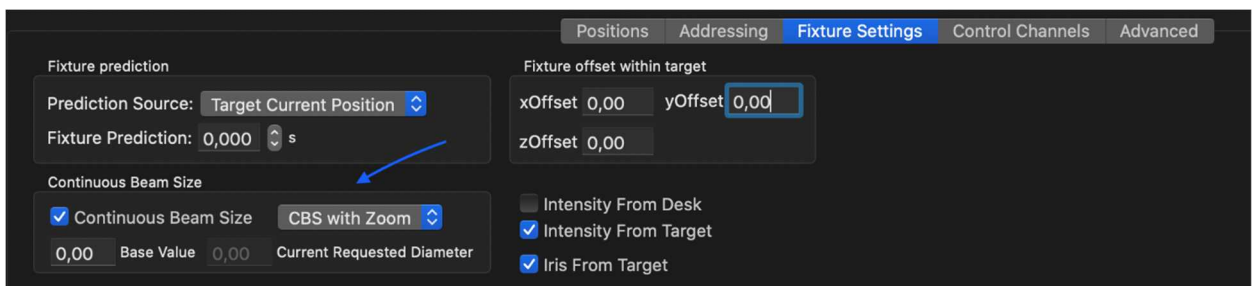 Positions Addressing Fixture Settings Control Channels Advanced
Fixture prediction
Prediction Source: Target Current Position
Fixture Prediction: 0,000 s
Fixture offset within target
xOffset 0,00 yOffset 0,00
zOffset 0,00
Continuous Beam Size
Continuous Beam Size CBS with Zoom
0,00 Base Value 0,00 Current Requested Diameter
Intensity From Desk
Intensity From Target
Iris From Target